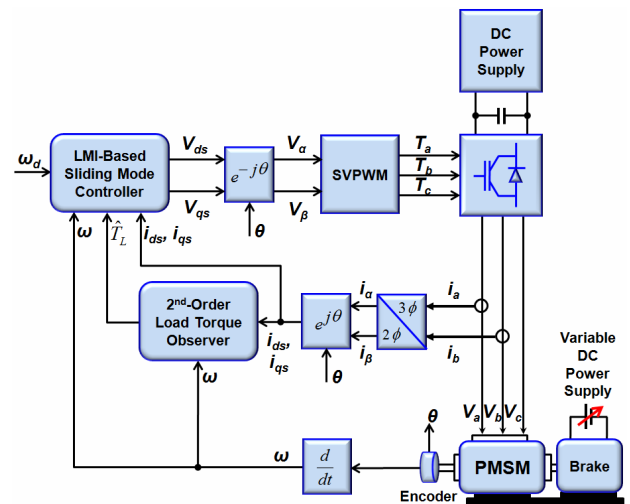 DC
Power
Supply
LMI-Based
Sliding Mode
Controller
ω_d
V_ds
V_qs
e^{-jθ}
θ
V_α
V_β
SVPWM
T_a
T_b
T_c
ω
T̂_L
i_ds, i_qs
2nd-Order
Load Torque
Observer
i_ds,
i_qs
ω
e^{jθ}
θ
i_α
i_β
3ϕ
2ϕ
i_a
i_b
Variable
DC
Power
Supply
V_a V_b V_c
θ
ω
d
dt
Encoder
PMSM
Brake